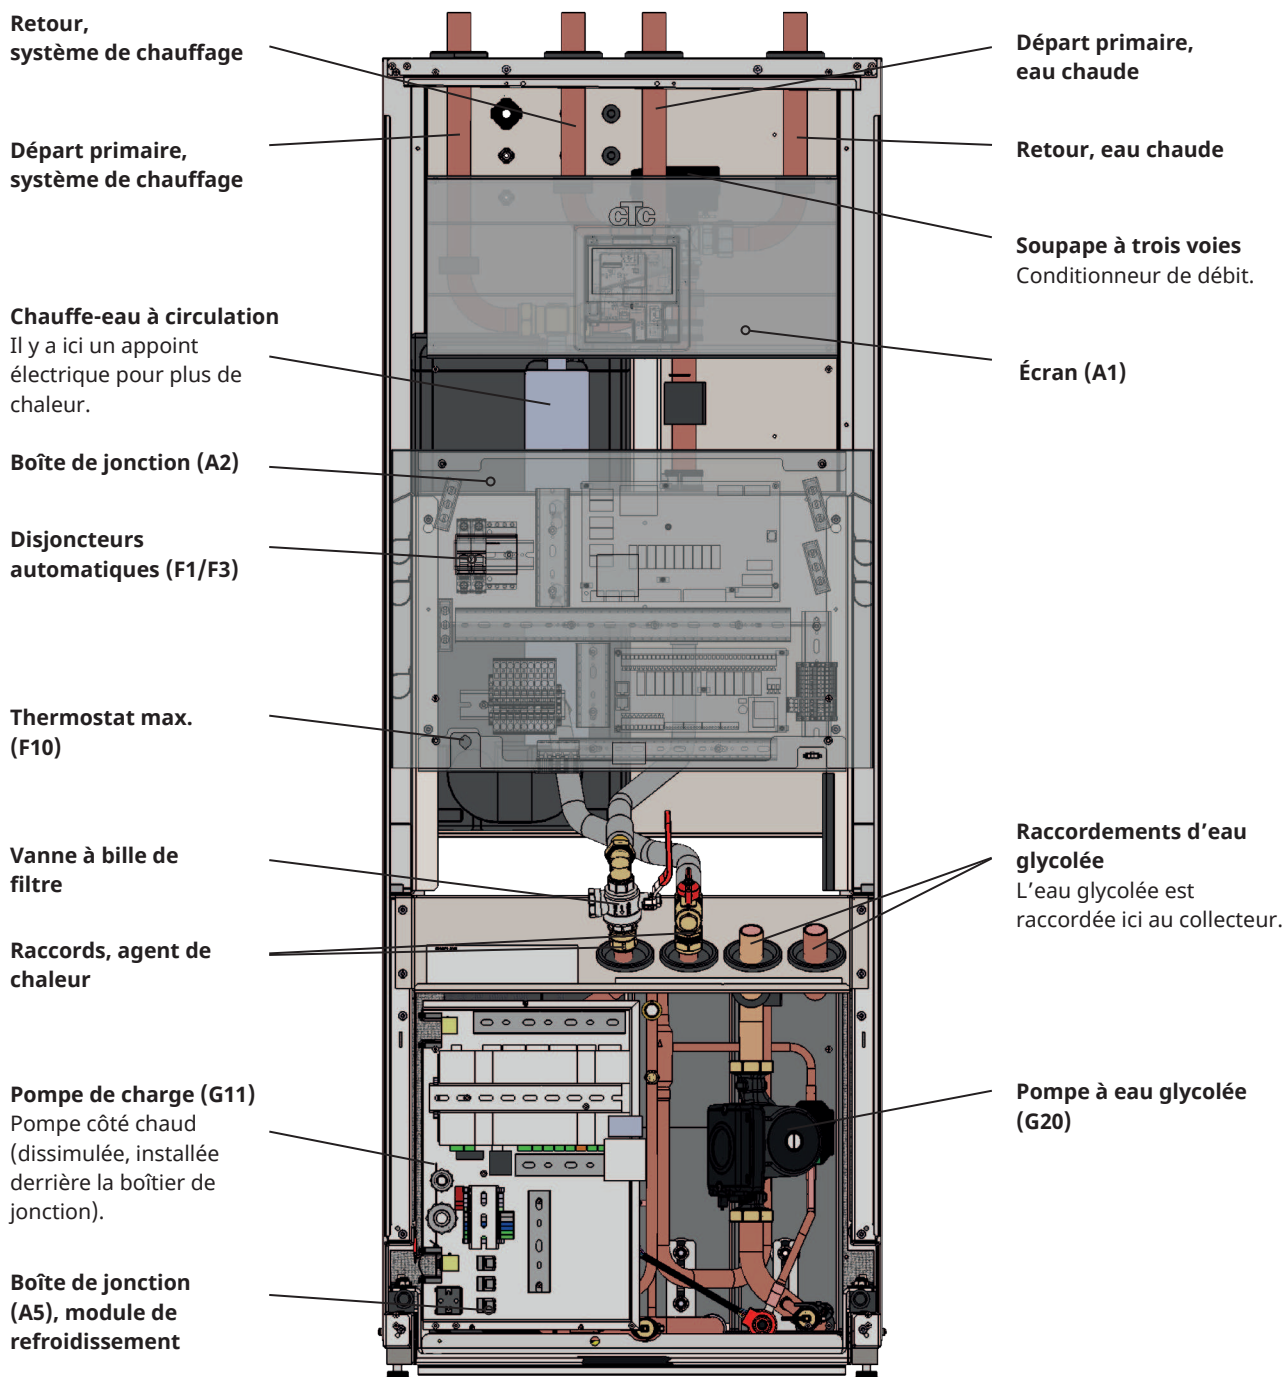 Retour,
système de chauffage
Départ primaire,
système de chauffage
Chauffe-eau à circulation
Il y a ici un appoint
électrique pour plus de
chaleur.
Boîte de jonction (A2)
Disjoncteurs
automatiques (F1/F3)
Thermostat max.
(F10)
Vanne à bille de
filtre
Raccords, agent de
chaleur
Pompe de charge (G11)
Pompe côté chaud
(dissimulée, installée
derrière la boîtier de
jonction).
Boîte de jonction
(A5), module de
refroidissement
CTC
Départ primaire,
eau chaude
Retour, eau chaude
Soupape à trois voies
Conditionneur de débit.
Écran (A1)
Raccordements d’eau
glycolée
L’eau glycolée est
raccordée ici au collecteur.
Pompe à eau glycolée
(G20)